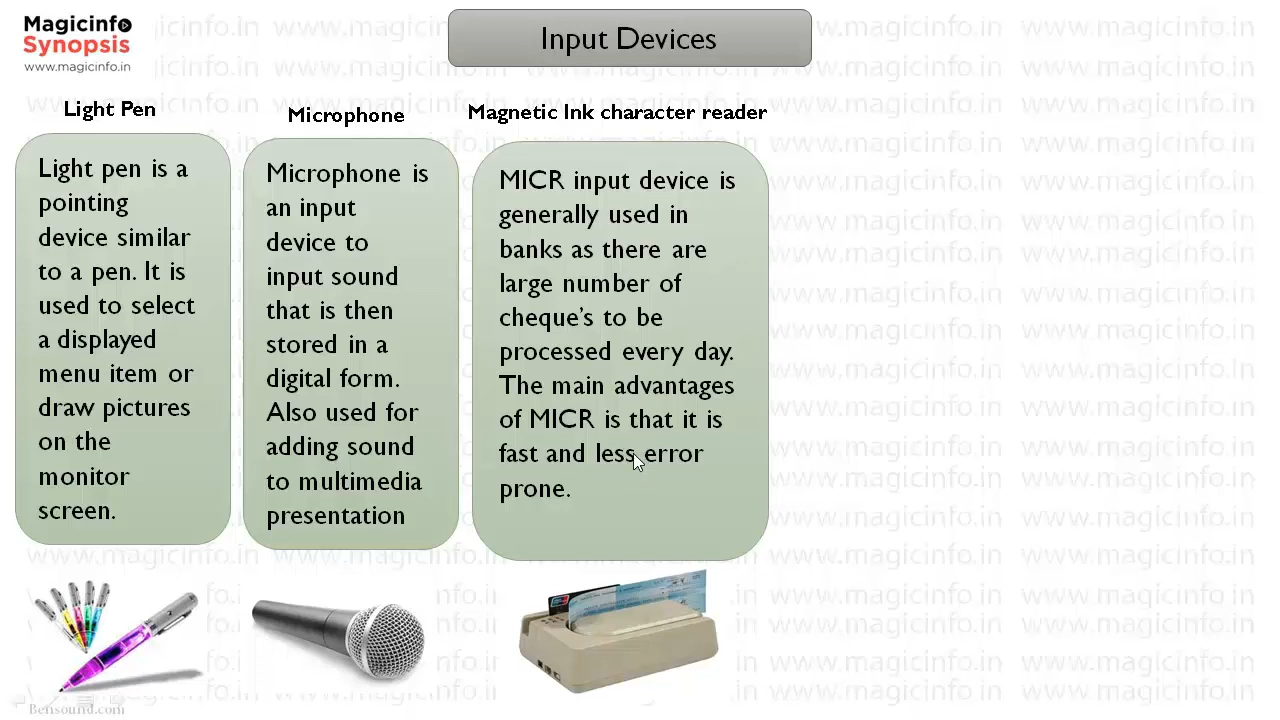 Magicinfo
Synopsis
www.magicinfo.in
Input Devices
Light Pen
Light pen is a
pointing
device similar
to a pen. It is
used to select
a displayed
menu item or
draw pictures
on the
monitor
screen.
Microphone
Microphone is
an input
device to
input sound
that is then
stored in a
digital form.
Also used for
adding sound
to multimedia
presentation
Magnetic Ink character reader
MICR input device is
generally used in
banks as there are
large number of
cheque's to be
processed every day.
The main advantages
of MICR is that it is
fast and less error
prone.
Bensound.com